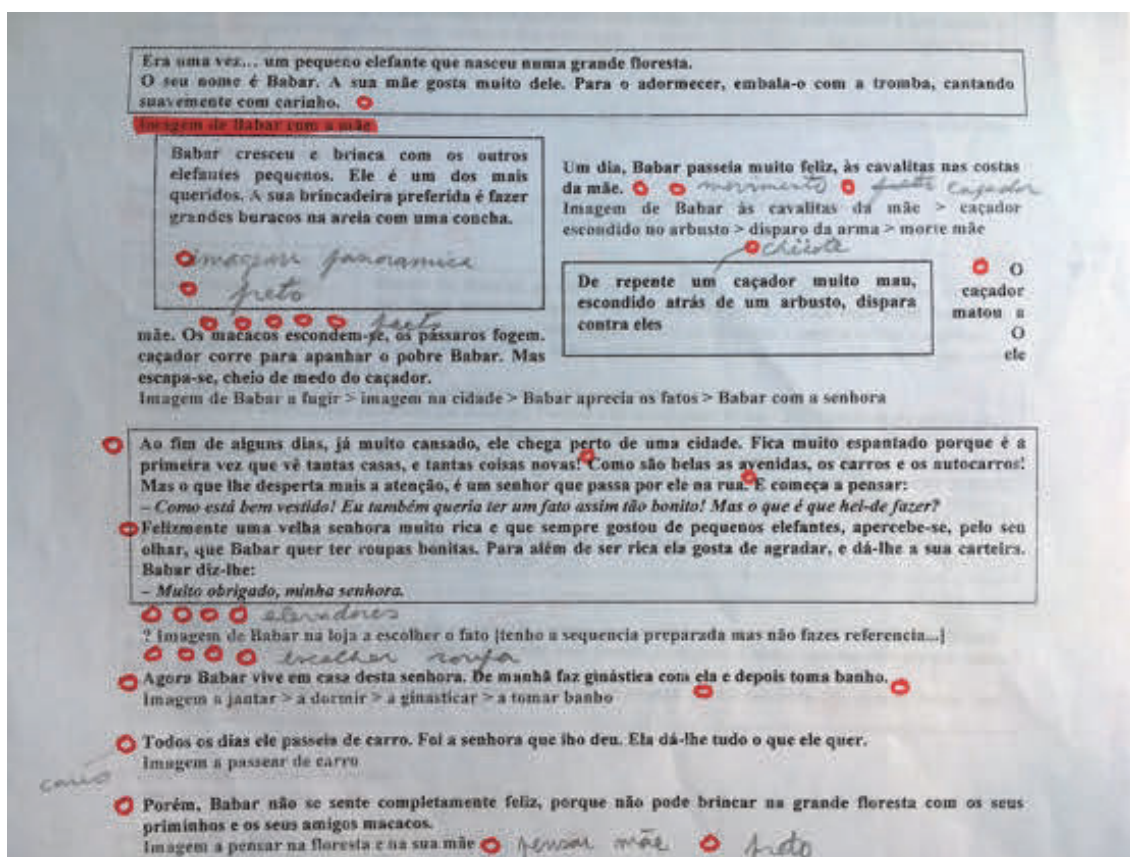 Era uma vez... um pequeno elefante que nasceu numa grande floresta.
O seu nome é Babar. A sua mãe gosta muito dele. Para o adormecer, embala-o com a tromba, cantando
suavemente com carinho.
Imagem de Babar com a mãe
Babar cresceu e brinca com os outros
elefantes pequenos. Ele é um dos mais
queridos. A sua brincadeira preferida é fazer
grandes buracos na areia com uma concha.
imagem panoramica
preto
Um dia, Babar passeia muito feliz, às cavalitas nas costas
da mãe. movimento preto caçador
Imagem de Babar às cavalitas da mãe > caçador
escondido no arbusto > disparo da arma > morte mãe
chicote
De repente um caçador muito mau,
escondido atrás de um arbusto, dispara
contra eles
O
caçador
matou a
O
ele
preto
mãe. Os macacos escondem-se, os pássaros fogem.
caçador corre para apanhar o pobre Babar. Mas
escapa-se, cheio de medo do caçador.
Imagem de Babar a fugir > imagem na cidade > Babar aprecia os fatos > Babar com a senhora
Ao fim de alguns dias, já muito cansado, ele chega perto de uma cidade. Fica muito espantado porque é a
primeira vez que vê tantas casas, e tantas coisas novas! Como são belas as avenidas, os carros e os autocarros!
Mas o que lhe desperta mais a atenção, é um senhor que passa por ele na rua. E começa a pensar:
– Como está bem vestido! Eu também queria ter um fato assim tão bonito! Mas o que é que hei-de fazer?
Felizmente uma velha senhora muito rica e que sempre gostou de pequenos elefantes, apercebe-se, pelo seu
olhar, que Babar quer ter roupas bonitas. Para além de ser rica ela gosta de agradar, e dá-lhe a sua carteira.
Babar diz-lhe:
– Muito obrigado, minha senhora.
elevadores
? Imagem de Babar na loja a escolher o fato [tenho a sequencia preparada mas não fazes referencia...]
escolher roupa
Agora Babar vive em casa desta senhora. De manhã faz ginástica com ela e depois toma banho.
Imagem a jantar > a dormir > a ginasticar > a tomar banho
Todos os dias ele passeia de carro. Foi a senhora que lho deu. Ela dá-lhe tudo o que ele quer.
Imagem a passear de carro
Porém, Babar não se sente completamente feliz, porque não pode brincar na grande floresta com os seus
priminhos e os seus amigos macacos.
Imagem a pensar na floresta e na sua mãe pensar mãe preto